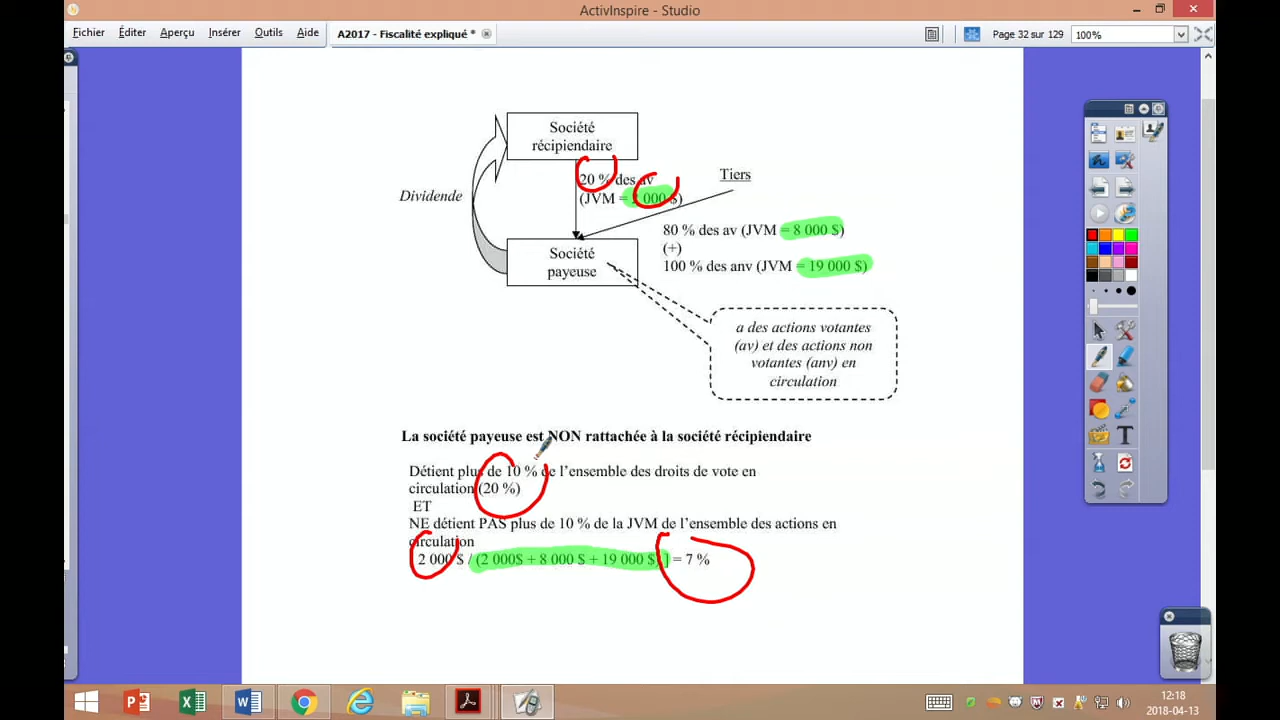 ActivInspire - Studio
Fichier Éditer Aperçu Insérer Outils Aide
A2017 - Fiscalité expliqué *
Page 32 sur 129
100%
Société
récipiendaire
20 % des av
(JVM = 2 000 $)
Tiers
Dividende
80 % des av (JVM = 8 000 $)
(+)
100 % des anv (JVM = 19 000 $)
Société
payeuse
a des actions votantes
(av) et des actions non
votantes (anv) en
circulation
La société payeuse est NON rattachée à la société récipiendaire
Détient plus de 10 % de l’ensemble des droits de vote en
circulation (20 %)
ET
NE détient PAS plus de 10 % de la JVM de l’ensemble des actions en
circulation
2 000 $ / (2 000$ + 8 000 $ + 19 000 $) ] = 7 %
12:18
2018-04-13